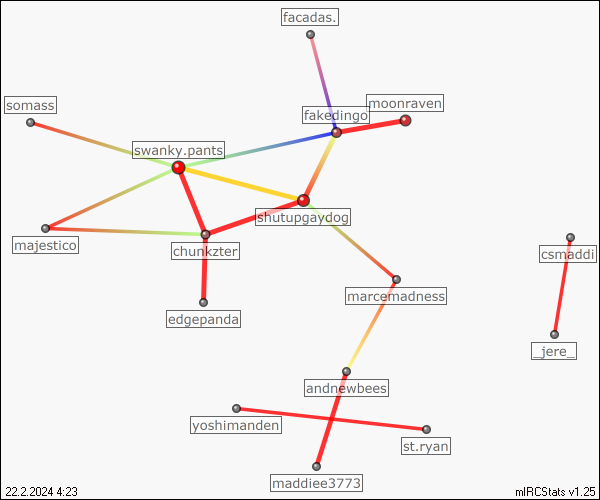 facadas.
somass
moonraven
fakedingo
swanky.pants
shutupgaydog
majestico
chunkzter
csmaddi
marcemadness
edgepanda
_jere_
andnewbees
yoshimanden
st.ryan
maddiee3773
22.2.2024 4:23
mIRCStats v1.25